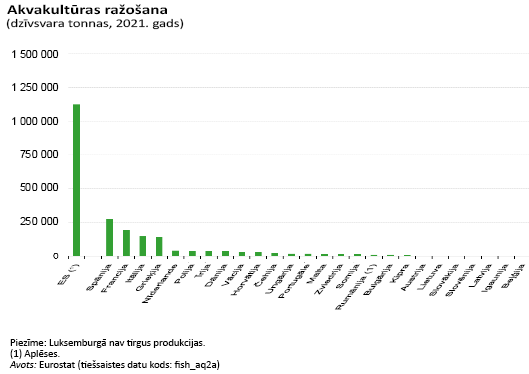 Akvakultūras ražošana
(dzīvsvara tonnas, 2021. gads)
1 500 000
1 250 000
1 000 000
750 000
500 000
250 000
0
ES (¹)
Spānija
Francija
Itālija
Grieķija
Nīderlande
Polija
Īrija
Dānija
Vācija
Horvātija
Čehija
Ungārija
Portugāle
Malta
Zviedrija
Somija
Rumānija (1)
Bulgārija
Kipra
Austrija
Lietuva
Slovākija
Slovēnija
Latvija
Igaunija
Beļģija
Piezīme: Luksemburgā nav tirgus produkcijas.
(1) Aplēses.
Avots: Eurostat (tiešsaistes datu kods: fish_aq2a)